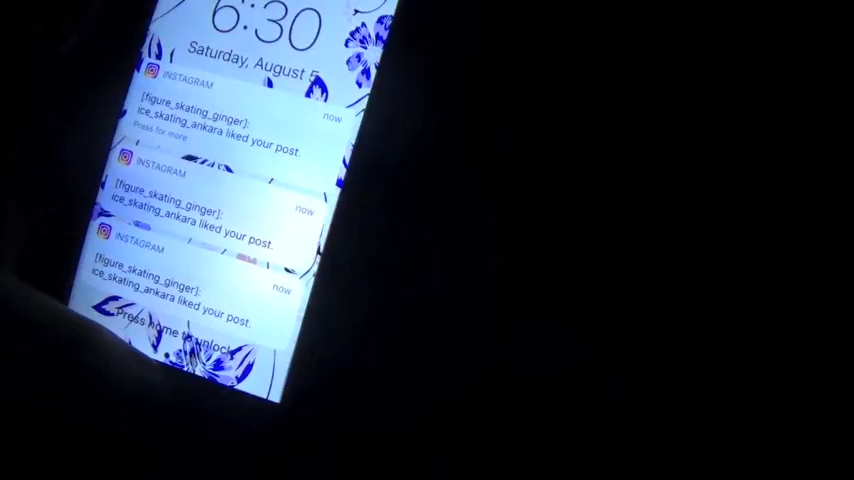 6:30
Saturday, August 5
INSTAGRAM
now
[figure_skating_ginger]:
ice_skating_ankara liked your post.
Press for more
INSTAGRAM
now
[figure_skating_ginger]:
ice_skating_ankara liked your post.
INSTAGRAM
now
[figure_skating_ginger]:
ice_skating_ankara liked your post.
Press home to unlock